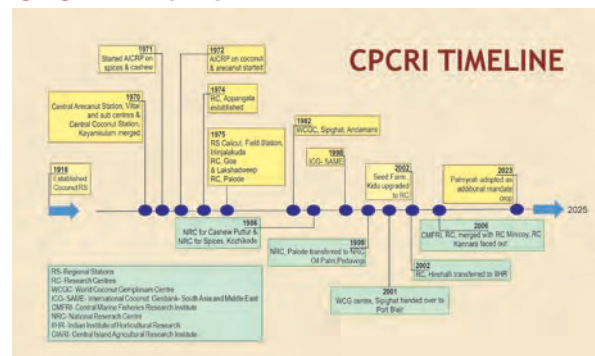 CPCRI TIMELINE
1916
Established
Coconut RS
1970
Central Arecanut Station, Vittal
and sub centres &
Central Coconut Station,
Kayamkulam merged
1971
Started AICRP on
spices & cashew
1972
AICRP on coconut
& arecanut started
1974
RC, Appangala
established
1975
RS Calicut, Field Station,
Irinjalakuda
RC, Goa
& Lakshadweep
RC, Palode
1982
WCGC, Sipighat, Andamans
1986
NRC for Cashew Puttur &
NRC for Spices, Kozhikode
1998
ICG- SAME
1999
NRC, Palode transferred to NRC
Oil Palm,Pedavegi
2001
WCG centre, Sipighat handed over to
Port Blair
2002
Seed Farm,
Kidu upgraded
to RC
2002
RC, Hirehalli transferred to IIHR
2006
CMFRI, RC, merged with RC Minicoy, RC
Kannara faced out
2023
Palmyrah adopted as
additional mandate
crop
2025
RS-Regional Stations
RC- Research Centres
WCGC- World Coconut Germplasm Centre
ICG- SAME- International Coconut Genbank- South Asia and Middle East
CMFRI- Central Marine Fisheries Research Institute
NRC- National Reserach Centre
IIHR- Indian Institute of Horticultural Research
CIARI- Central Island Agricultural Research Institute